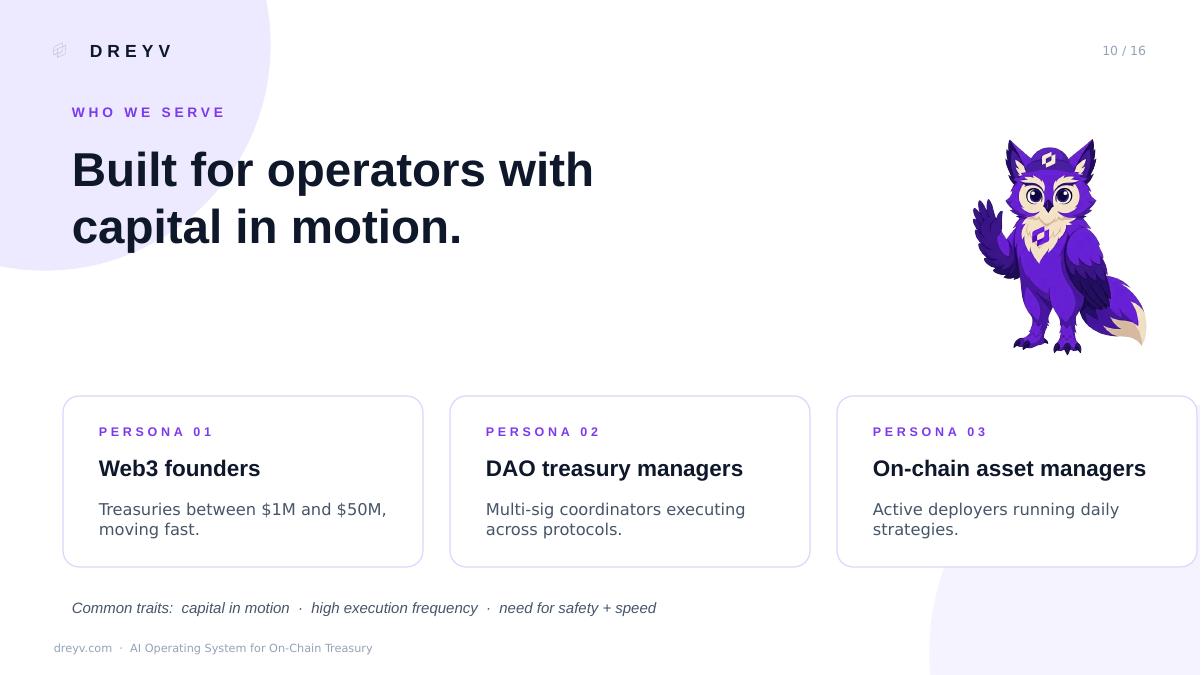 DREYV
10 / 16
WHO WE SERVE
Built for operators with
capital in motion.
PERSONA 01
Web3 founders
Treasuries between $1M and $50M,
moving fast.
PERSONA 02
DAO treasury managers
Multi-sig coordinators executing
across protocols.
PERSONA 03
On-chain asset managers
Active deployers running daily
strategies.
Common traits: capital in motion · high execution frequency · need for safety + speed
dreyv.com · AI Operating System for On-Chain Treasury